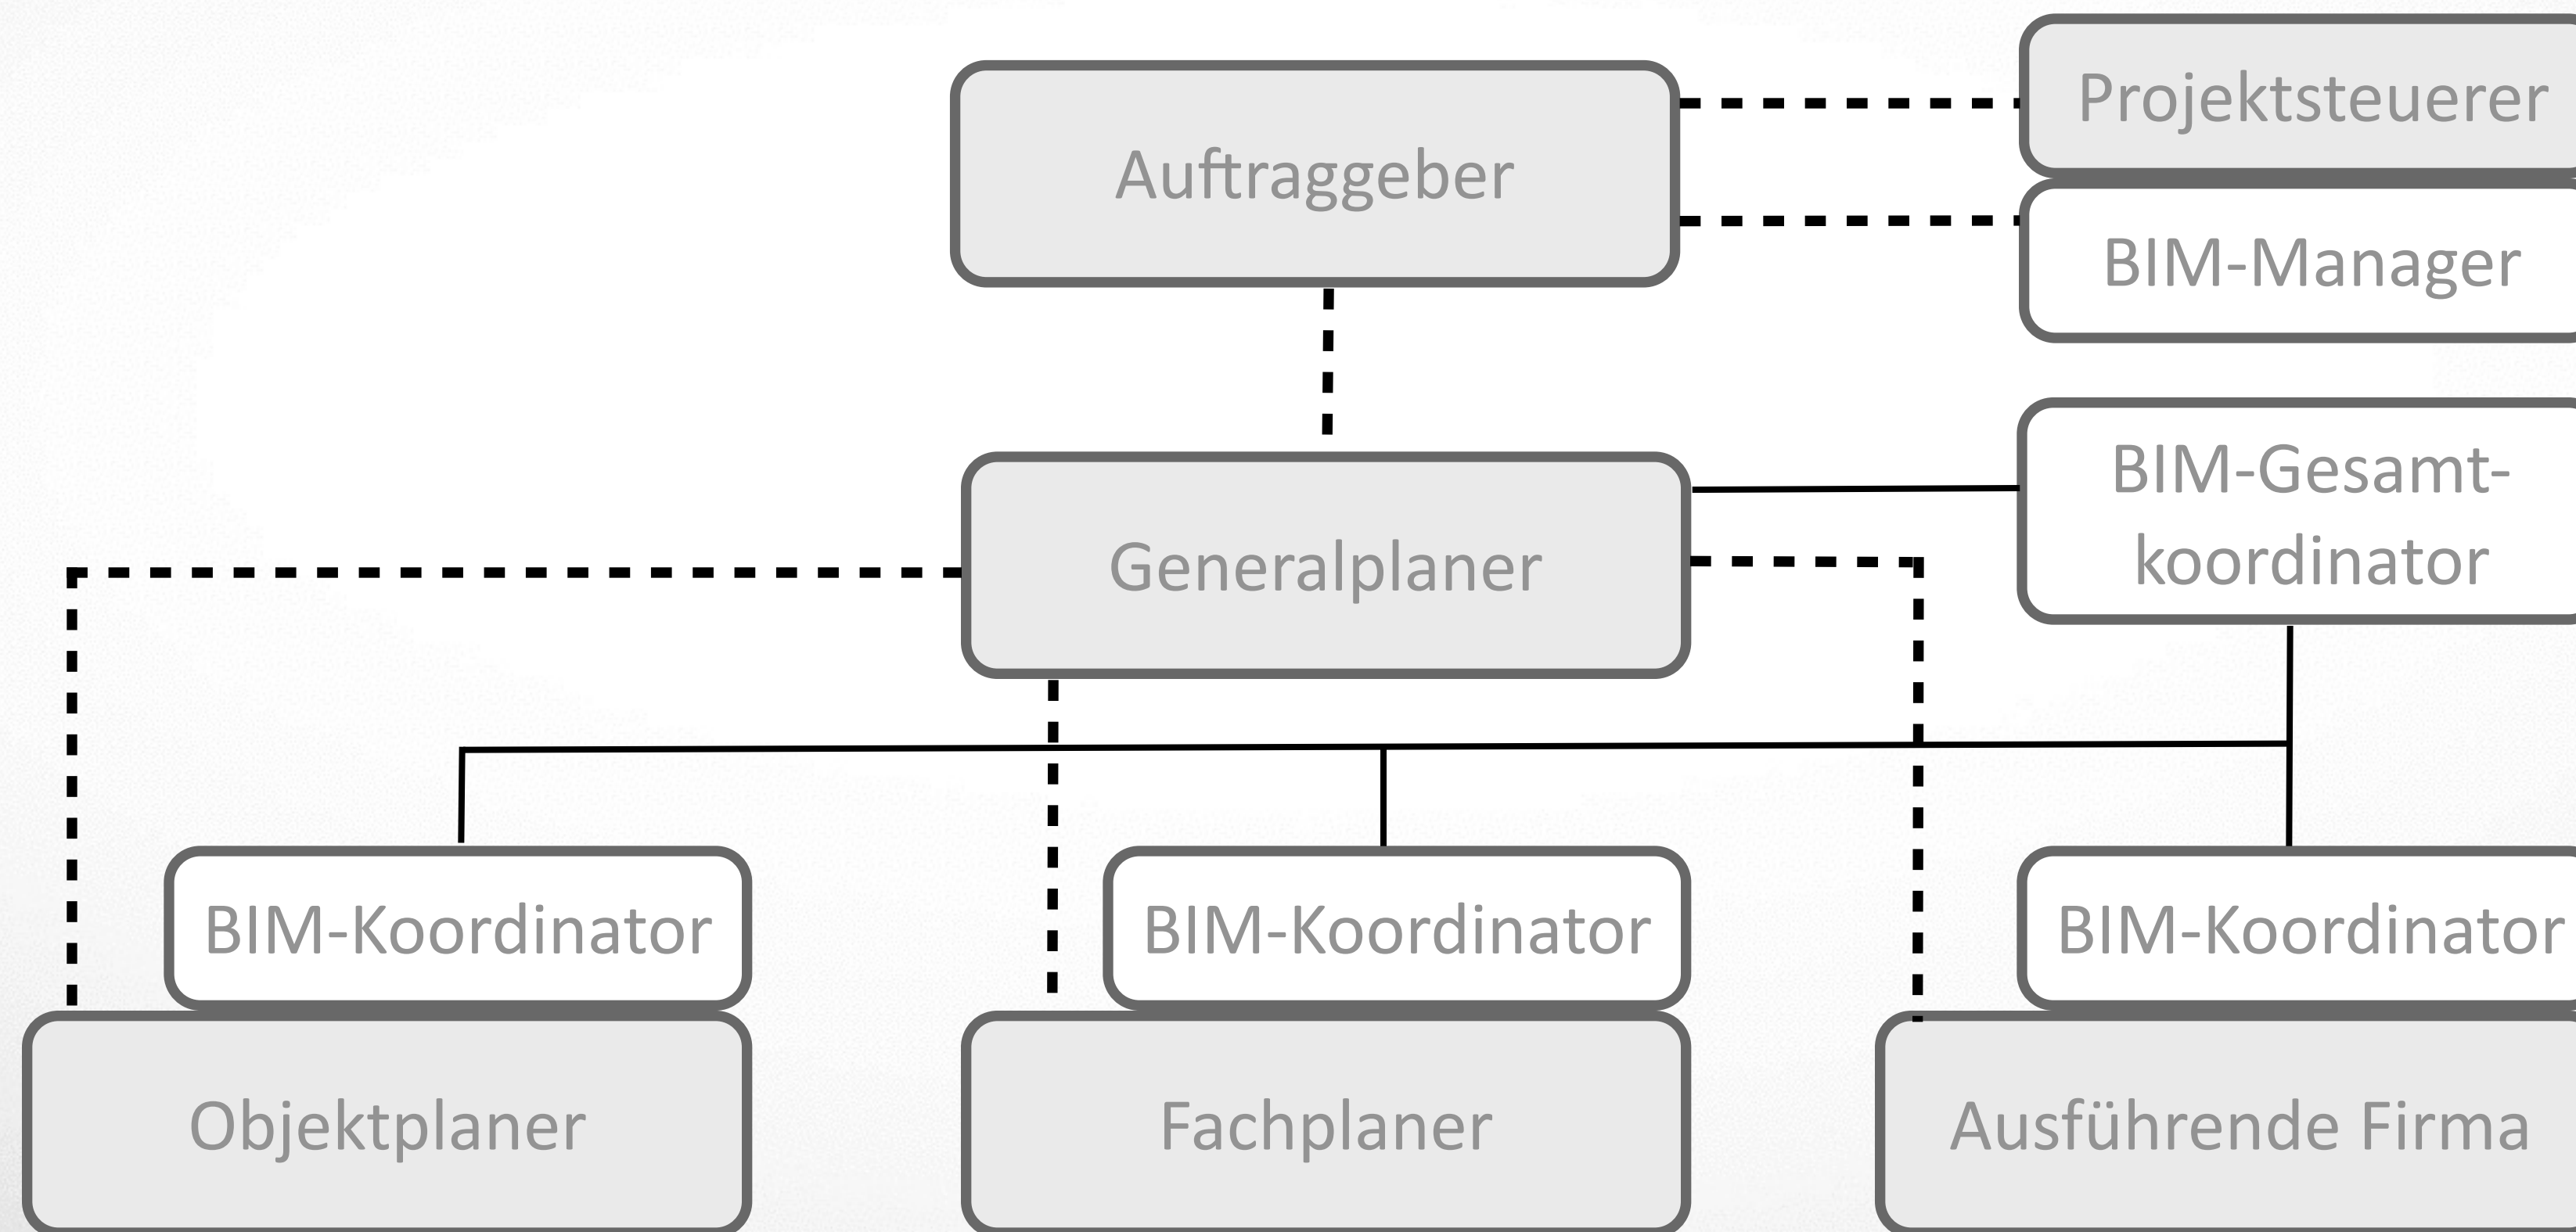 Projektsteuerer
Auftraggeber
BIM-Manager
BIM-Gesamt-
koordinator
Generalplaner
BIM-Koordinator
BIM-Koordinator
BIM-Koordinator
Objektplaner
Fachplaner
Ausführende Firma